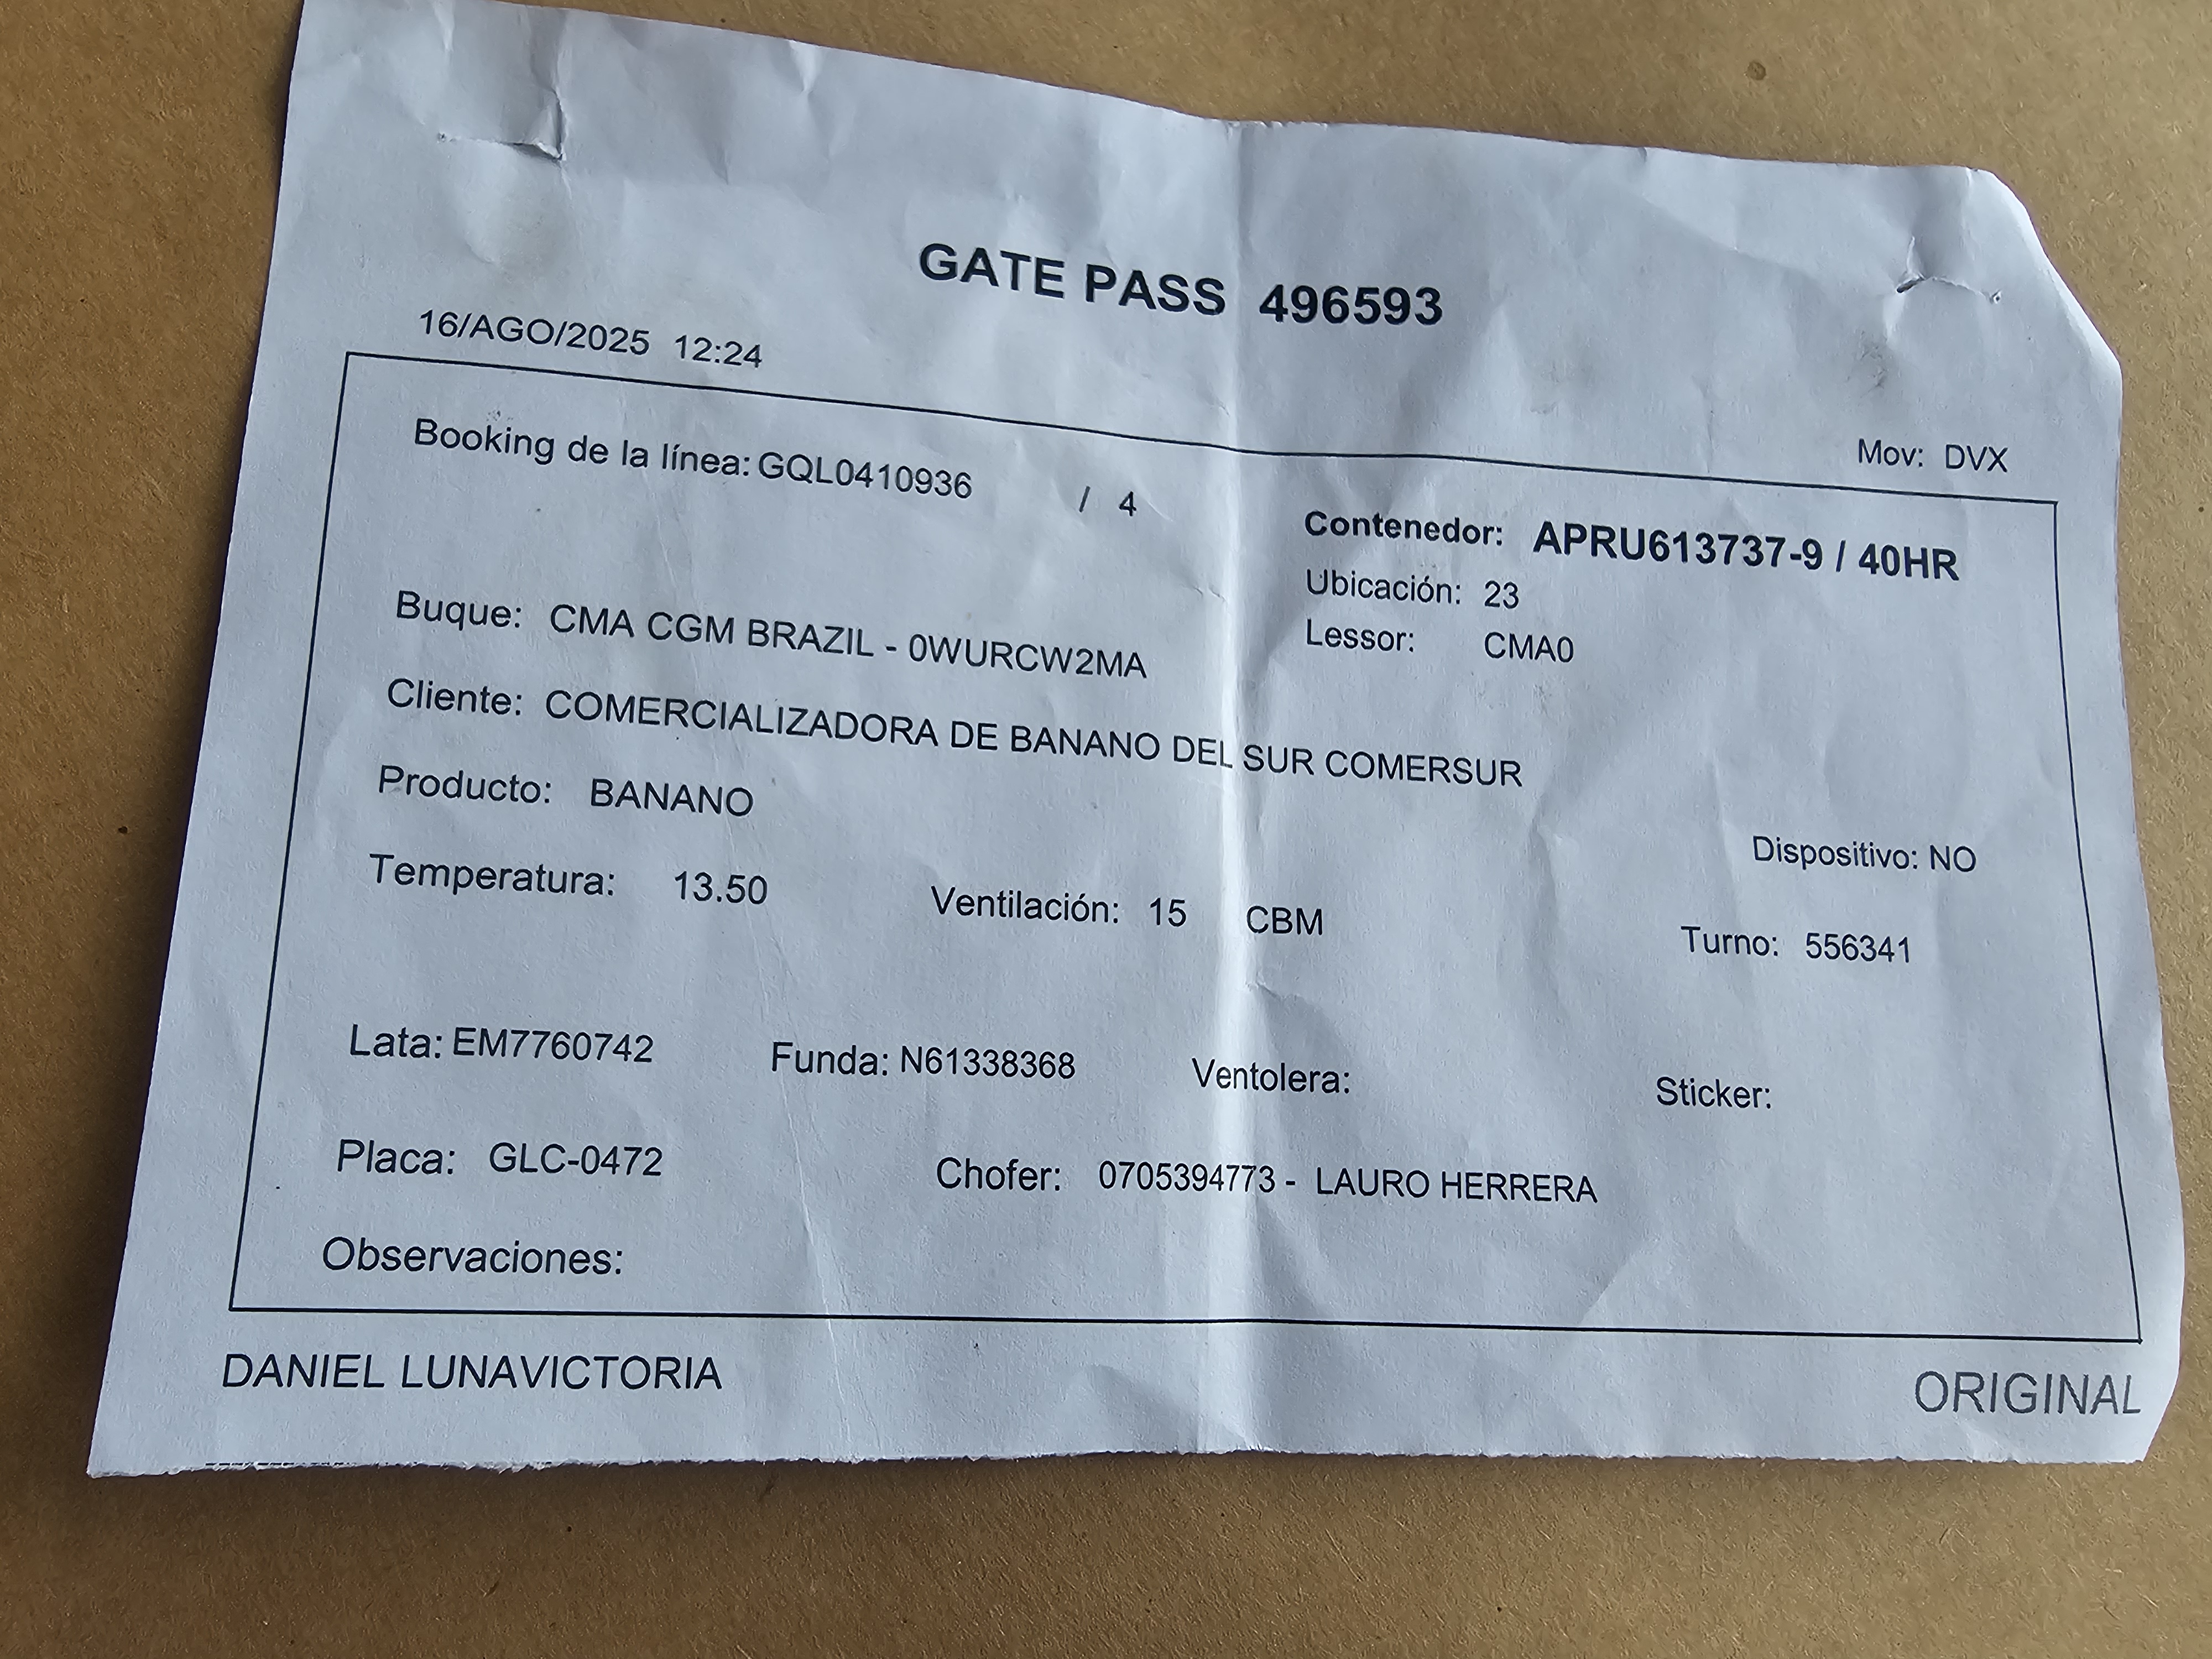 GATE PASS 496593
16/AGO/2025 12:24
Mov: DVX
Booking de la línea: GQL0410936 / 4
Contenedor: APRU613737-9 / 40HR
Ubicación: 23
Buque: CMA CGM BRAZIL - 0WURCW2MA
Lessor: CMA0
Cliente: COMERCIALIZADORA DE BANANO DEL SUR COMERSUR
Producto: BANANO
Dispositivo: NO
Temperatura: 13.50 Ventilación: 15 CBM Turno: 556341
Lata: EM7760742 Funda: N61338368 Ventolera: Sticker:
Placa: GLC-0472 Chofer: 0705394773 - LAURO HERRERA
Observaciones:
DANIEL LUNAVICTORIA ORIGINAL